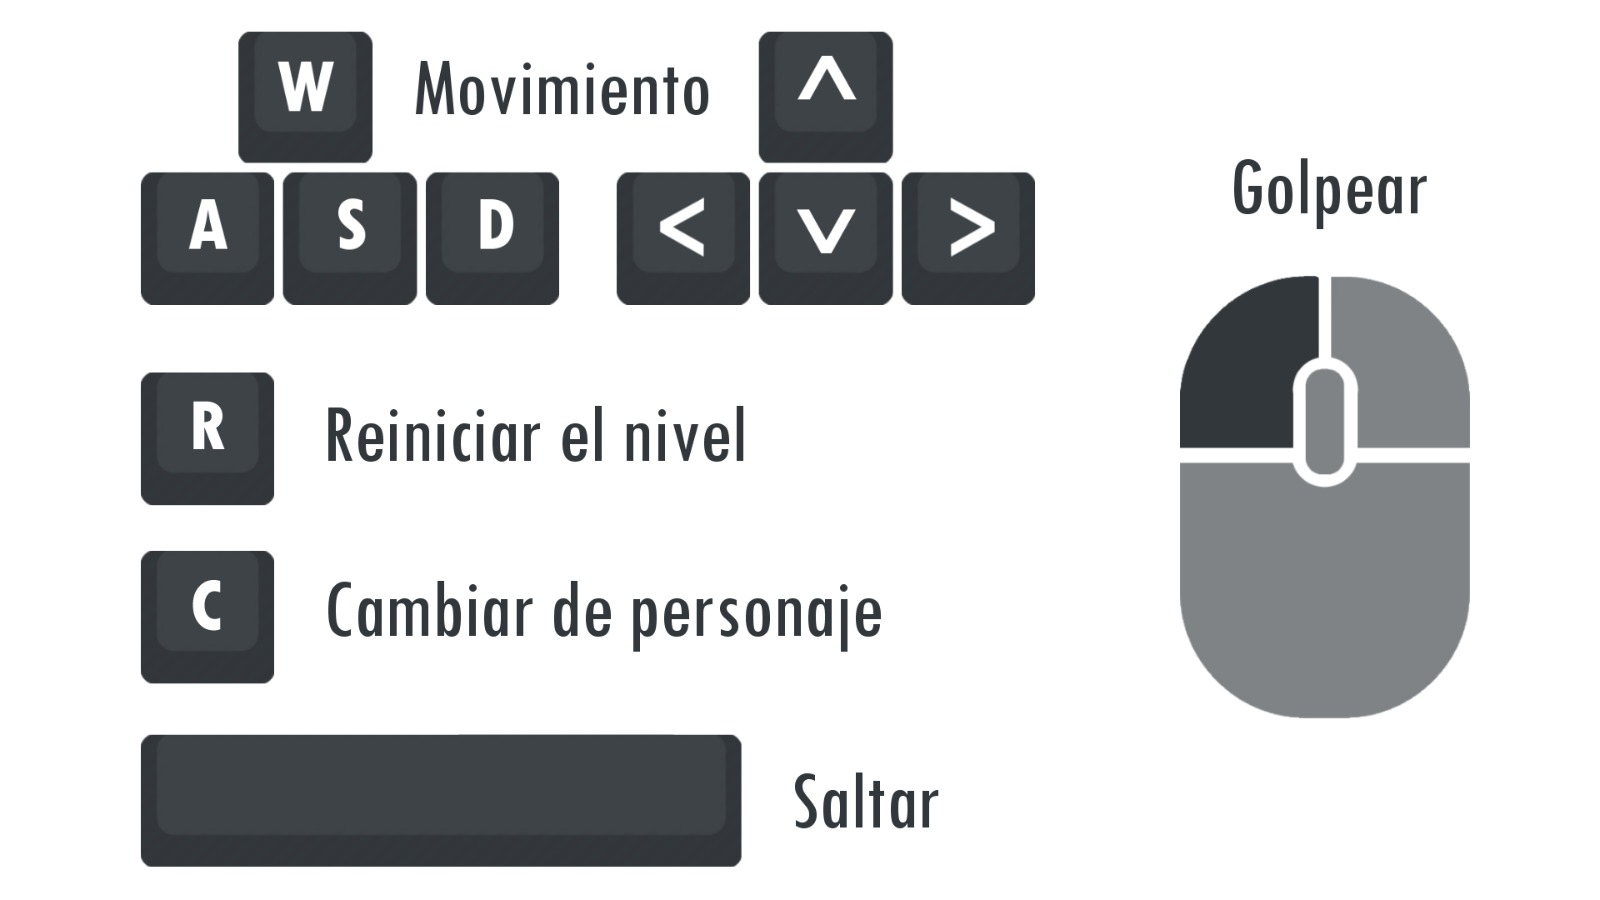 W Movimiento ^
A S D < v >
Golpear
R Reiniciar el nivel
C Cambiar de personaje
Saltar